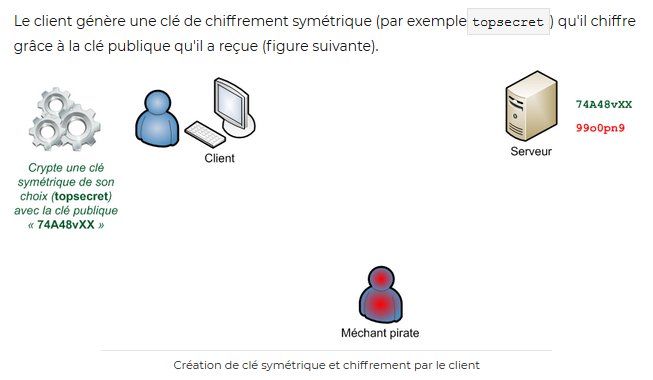 Le client génère une clé de chiffrement symétrique (par exemple topsecret ) qu'il chiffre
grâce à la clé publique qu'il a reçue (figure suivante).
74A48vXX
99o0pn9
Serveur
Client
Crypte une clé
symétrique de son
choix (topsecret)
avec la clé publique
« 74A48vXX »
Méchant pirate
Création de clé symétrique et chiffrement par le client